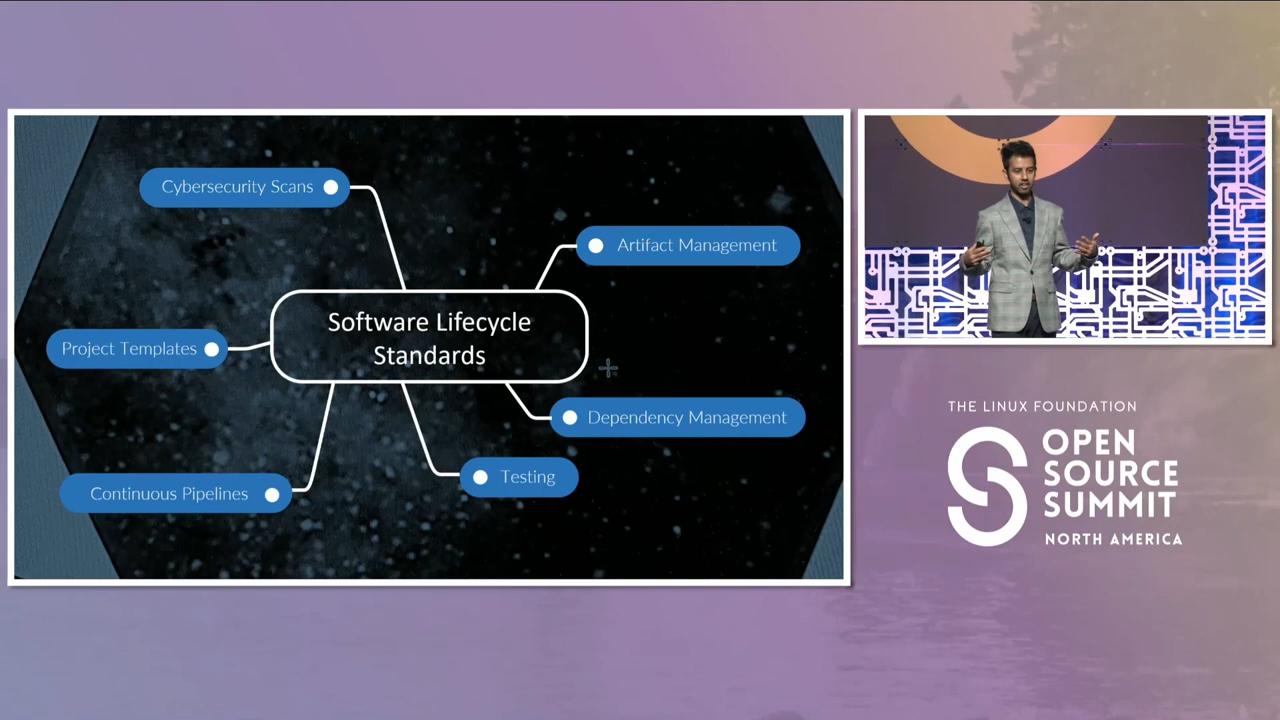 Cybersecurity Scans
Artifact Management
Software Lifecycle
Standards
Project Templates
Dependency Management
Testing
Continuous Pipelines
THE LINUX FOUNDATION
OPEN
SOURCE
SUMMIT
NORTH AMERICA